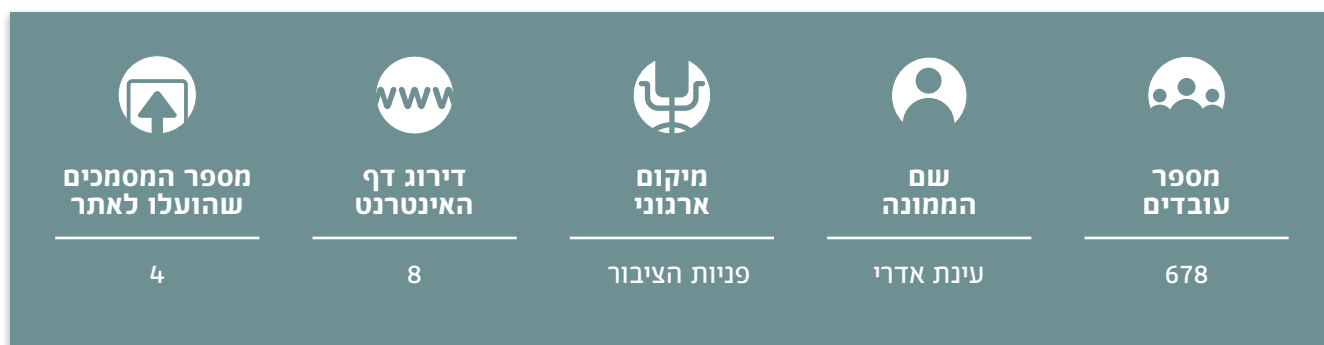 מספר
עובדים
678
שם
הממונה
עינת אדרי
מיקום
ארגוני
פניות הציבור
www
דירוג דף
האינטרנט
8
מספר המסמכים
שהועלו לאתר
4